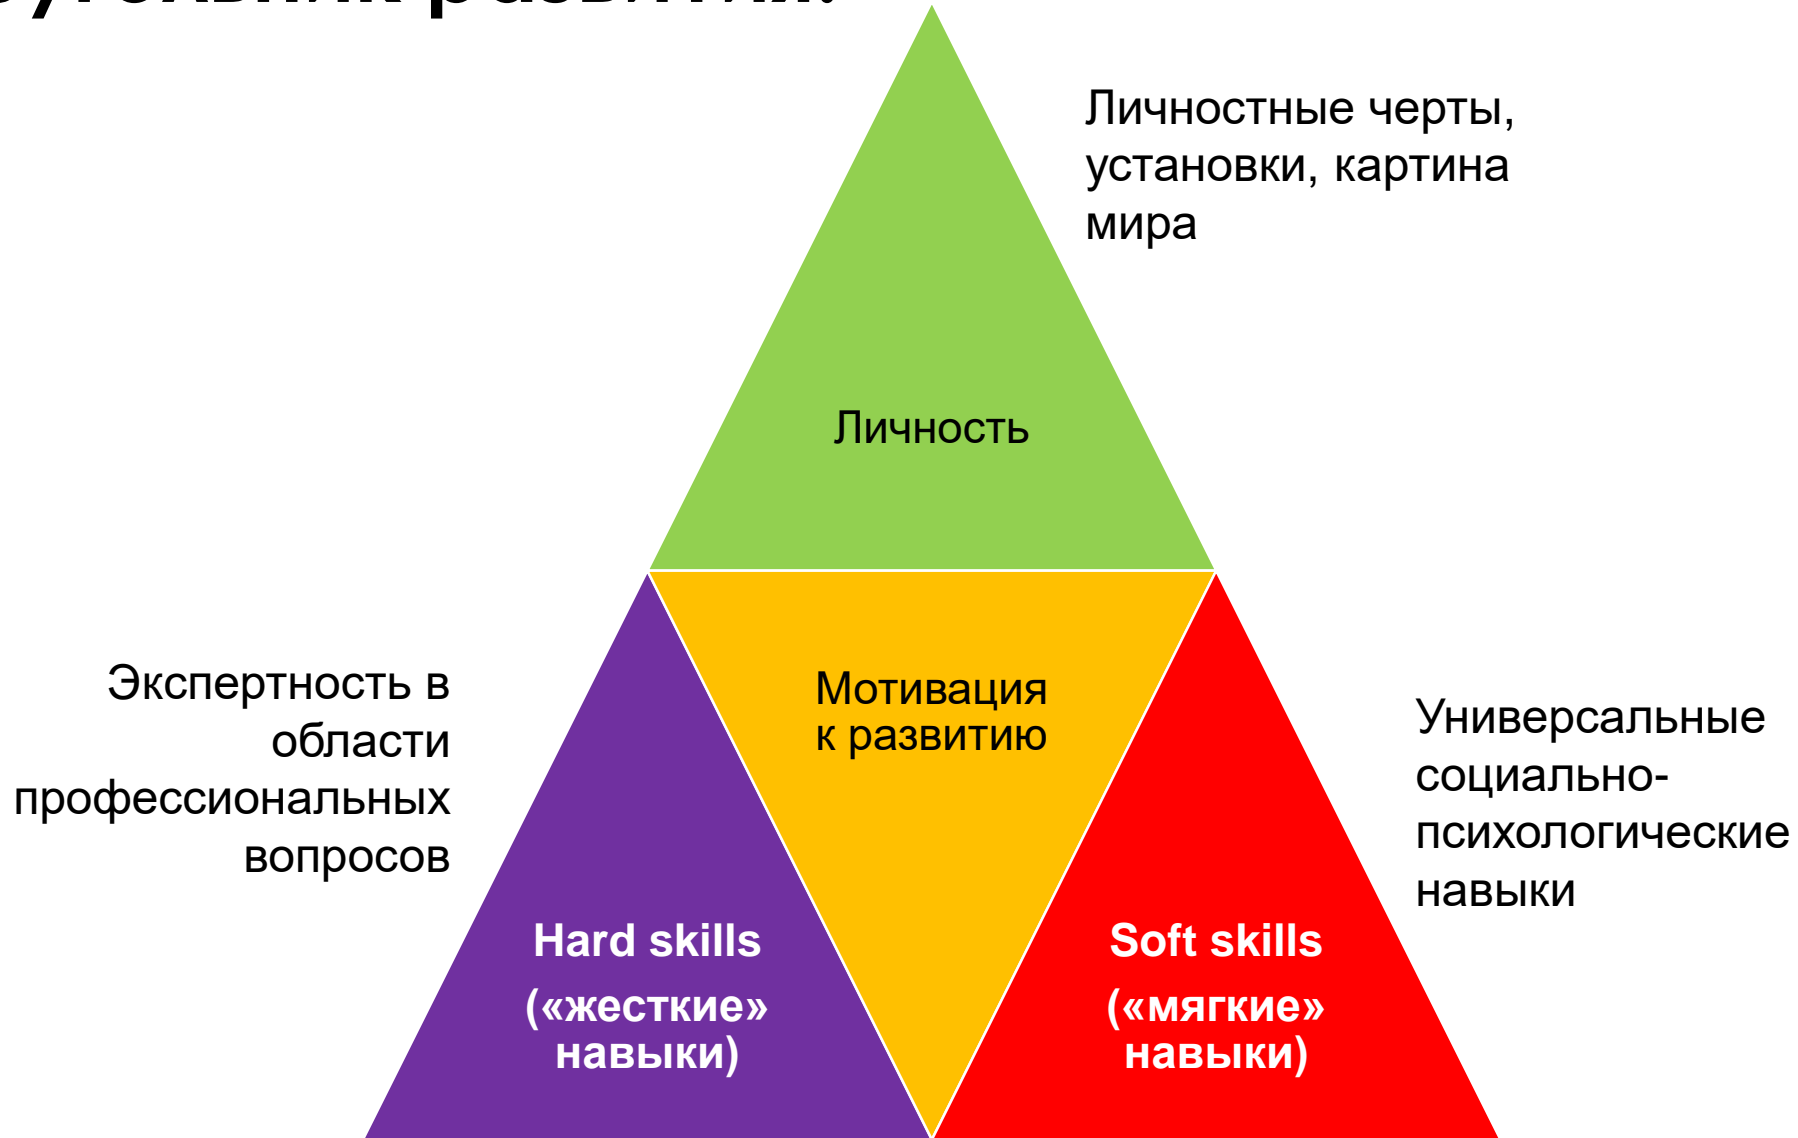 развития.
Личностные черты,
установки, картина
мира
Личность
Экспертность в
области
профессиональных
вопросов
Мотивация
к развитию
Универсальные
социально-
психологические
навыки
Hard skills
(«жесткие»
навыки)
Soft skills
(«мягкие»
навыки)